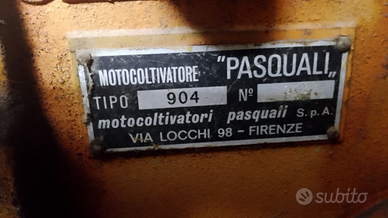 MOTOCOLTIVATORE "PASQUALI„
TIPO 904 Nº
motocoltivatori pasquali S.p.A.
VIA LOCCHI 98 - FIRENZE
subito